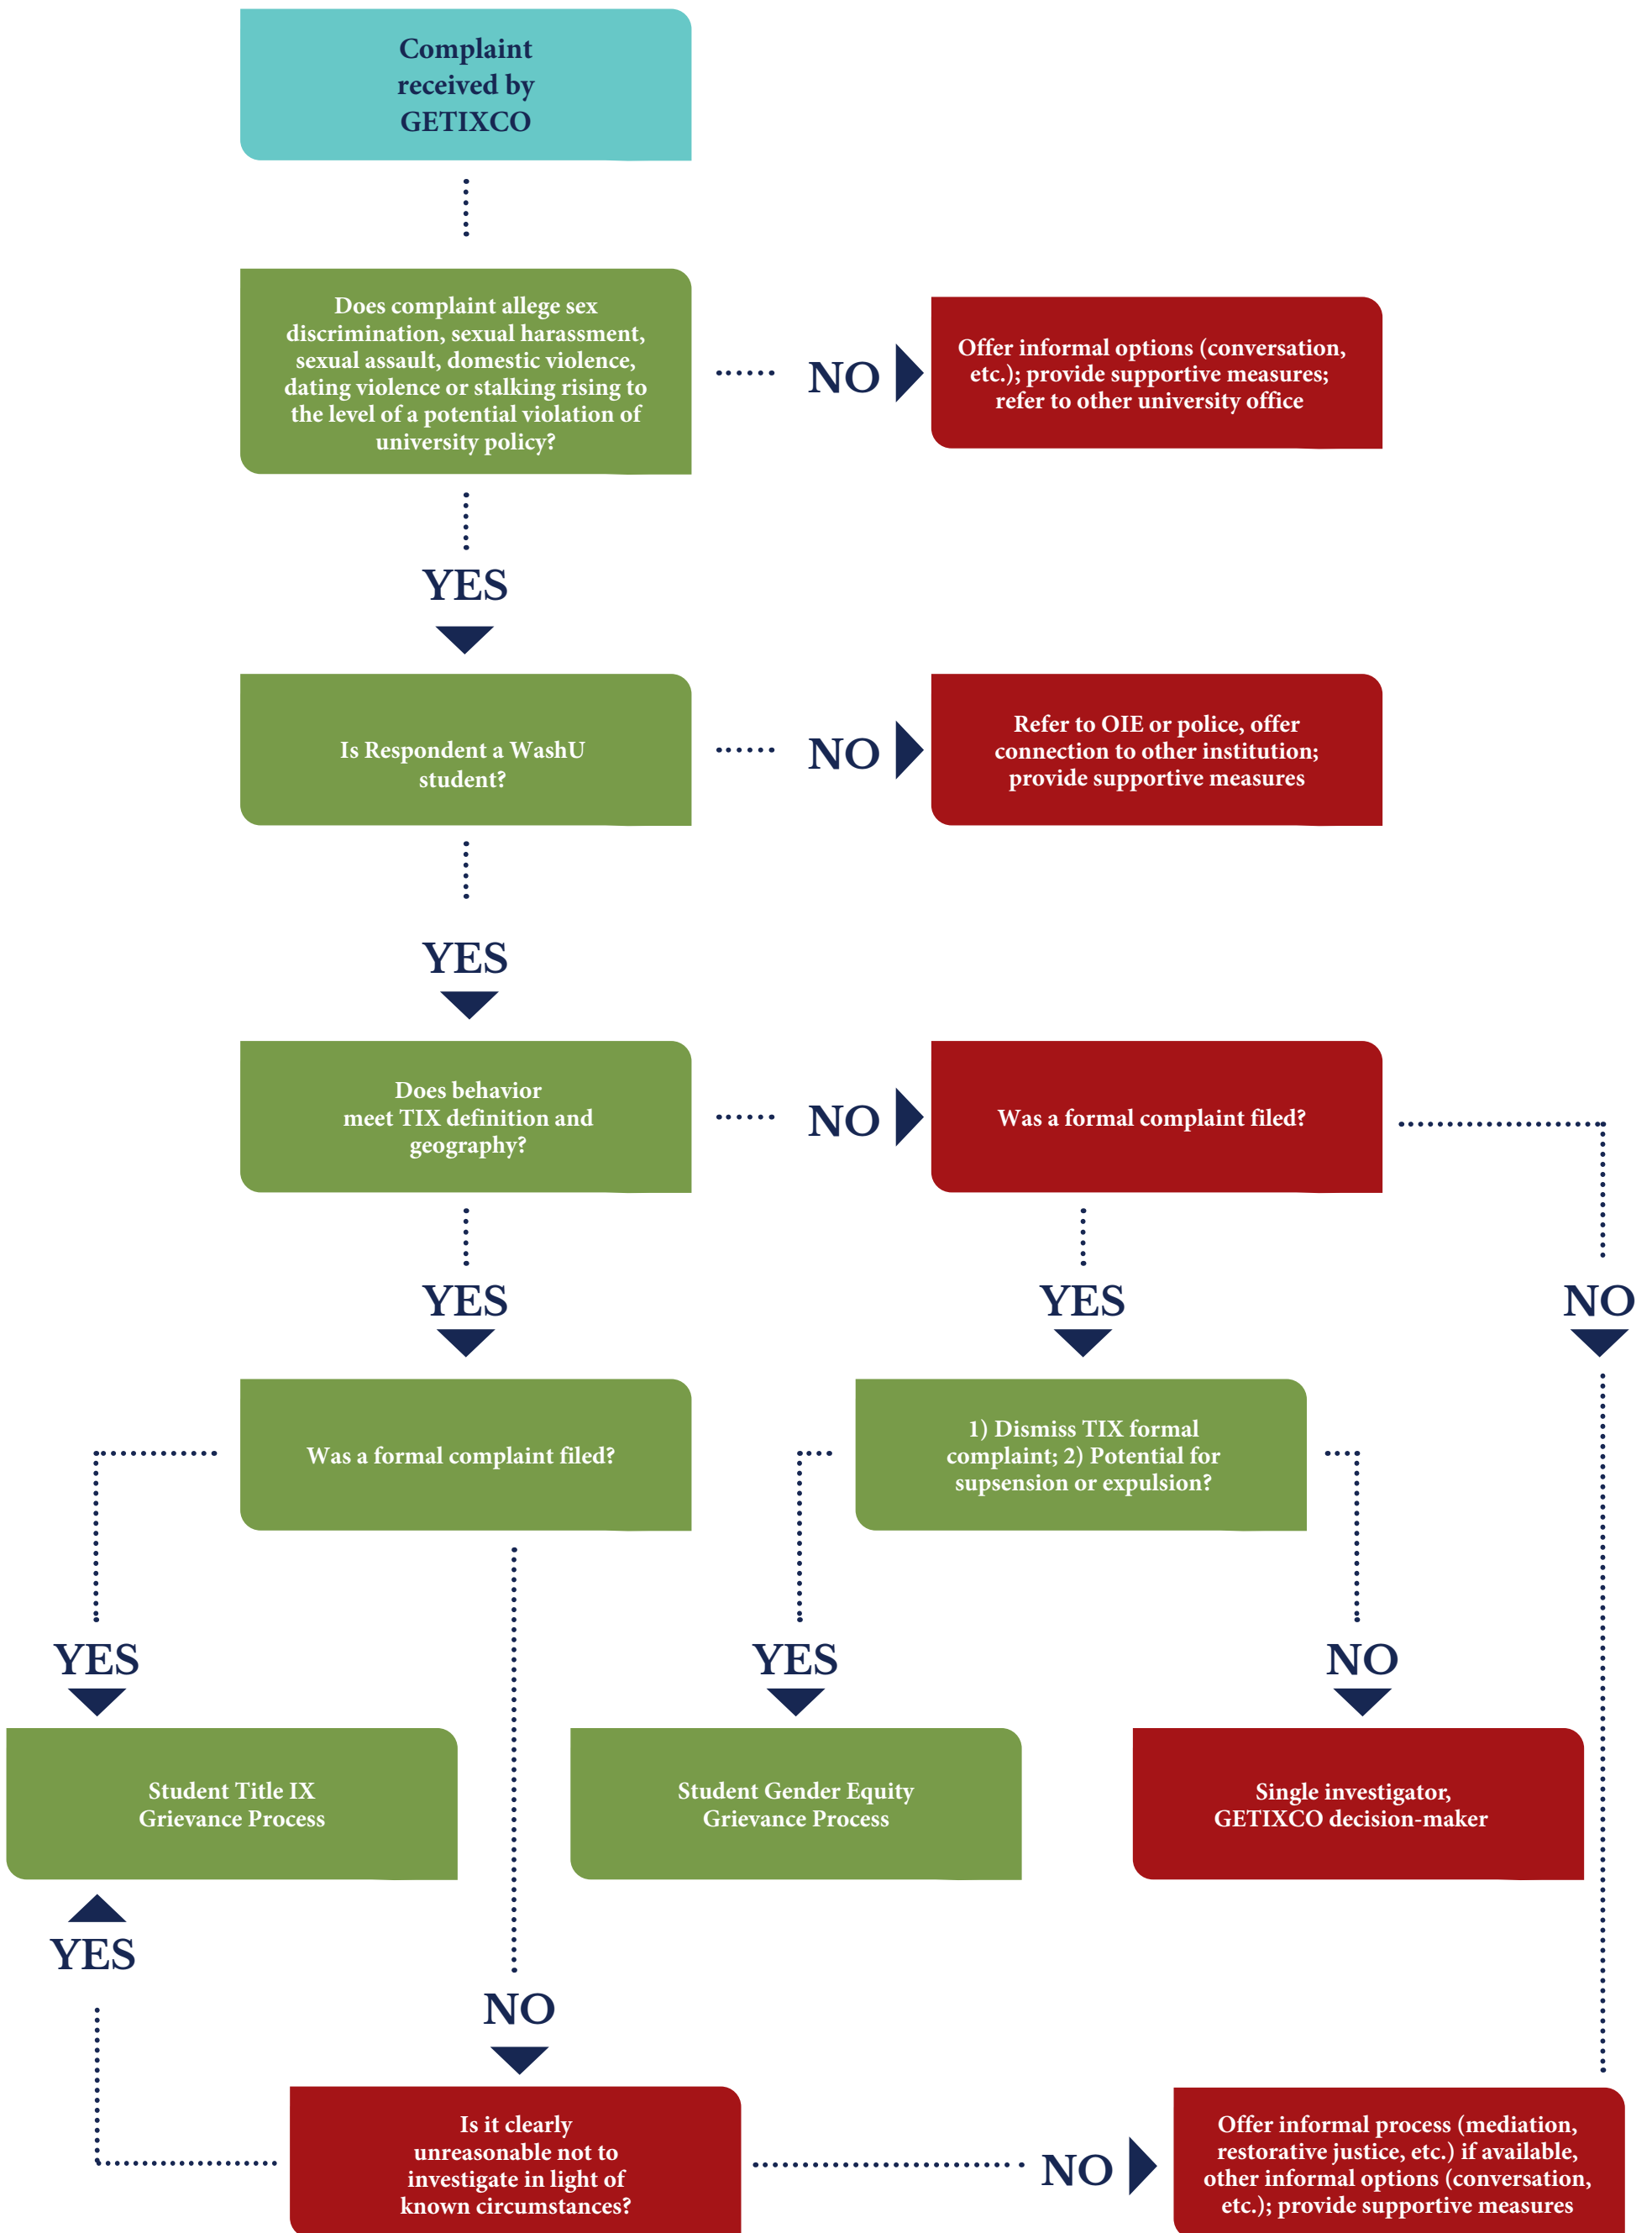 Complaint
received by
GETIXCO
Does complaint allege sex
discrimination, sexual harassment,
sexual assault, domestic violence,
dating violence or stalking rising to
the level of a potential violation of
university policy?
NO
Offer informal options (conversation,
etc.); provide supportive measures;
refer to other university office
YES
Is Respondent a WashU
student?
NO
Refer to OIE or police, offer
connection to other institution;
provide supportive measures
YES
Does behavior
meet TIX definition and
geography?
NO
Was a formal complaint filed?
YES
YES
NO
Was a formal complaint filed?
1) Dismiss TIX formal
complaint; 2) Potential for
supsension or expulsion?
YES
YES
NO
Student Title IX
Grievance Process
Student Gender Equity
Grievance Process
Single investigator,
GETIXCO decision-maker
YES
NO
Is it clearly
unreasonable not to
investigate in light of
known circumstances?
NO
Offer informal process (mediation,
restorative justice, etc.) if available,
other informal options (conversation,
etc.); provide supportive measures